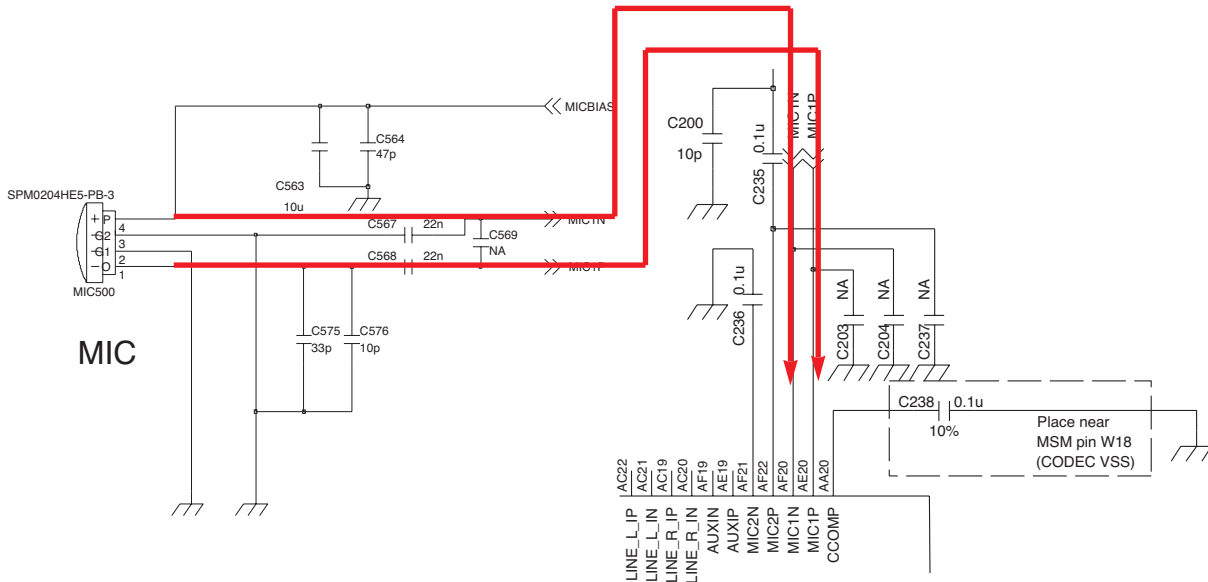 MICBIAS
C564
47p
C563
10u
SPM0204HE5-PB-3
+ P
4
G2
3
G1
2
O
1
MIC500
C567
22n
MIC1N
C569
NA
C568
22n
MIC1P
C575
33p
C576
10p
MIC
C200
10p
0.1u
C235
MIC1N
MIC1P
0.1u
C236
NA
C203
NA
C204
NA
C237
C238
0.1u
10%
Place near
MSM pin W18
(CODEC VSS)
AC22
AC21
AC19
AC20
AF19
AE19
AF21
AF22
AF20
AE20
AA20
LINE_L_IP
LINE_L_IN
LINE_R_IP
LINE_R_IN
AUXIN
AUXIP
MIC2N
MIC2P
MIC1N
MIC1P
CCOMP